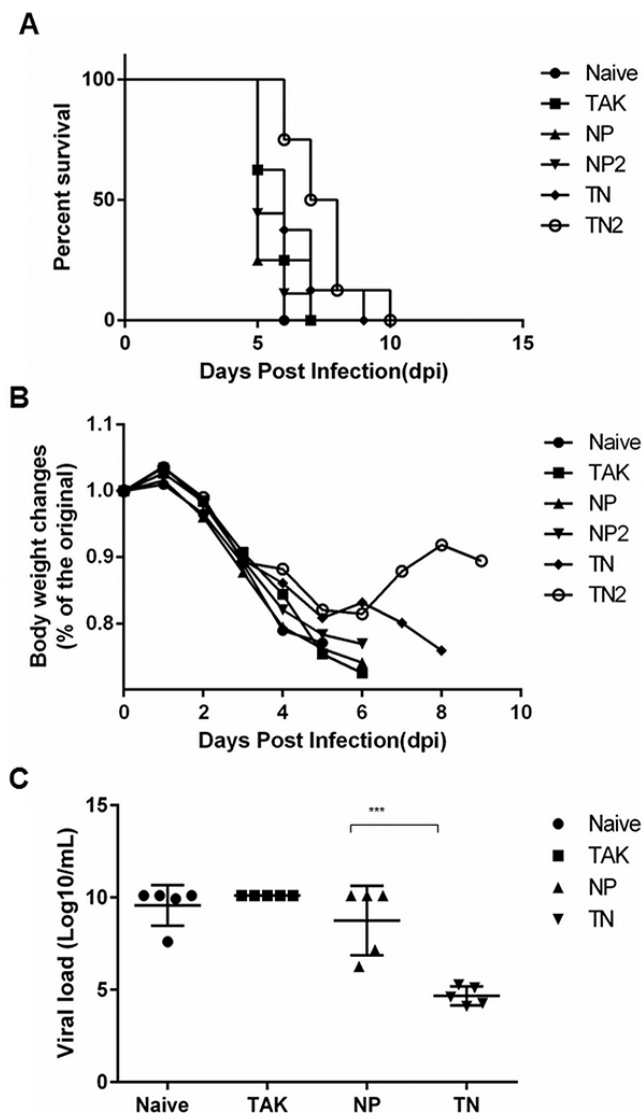 A
100
50
0
Percent survival
0
5
10
15
Days Post Infection(dpi)
Naive
TAK
NP
NP2
TN
TN2
B
1.1
1.0
0.9
0.8
Body weight changes
(% of the original)
0
2
4
6
8
10
Days Post Infection(dpi)
Naive
TAK
NP
NP2
TN
TN2
C
15
10
5
0
Viral load (Log10/mL)
***
Naive
TAK
NP
TN
Naive
TAK
NP
TN